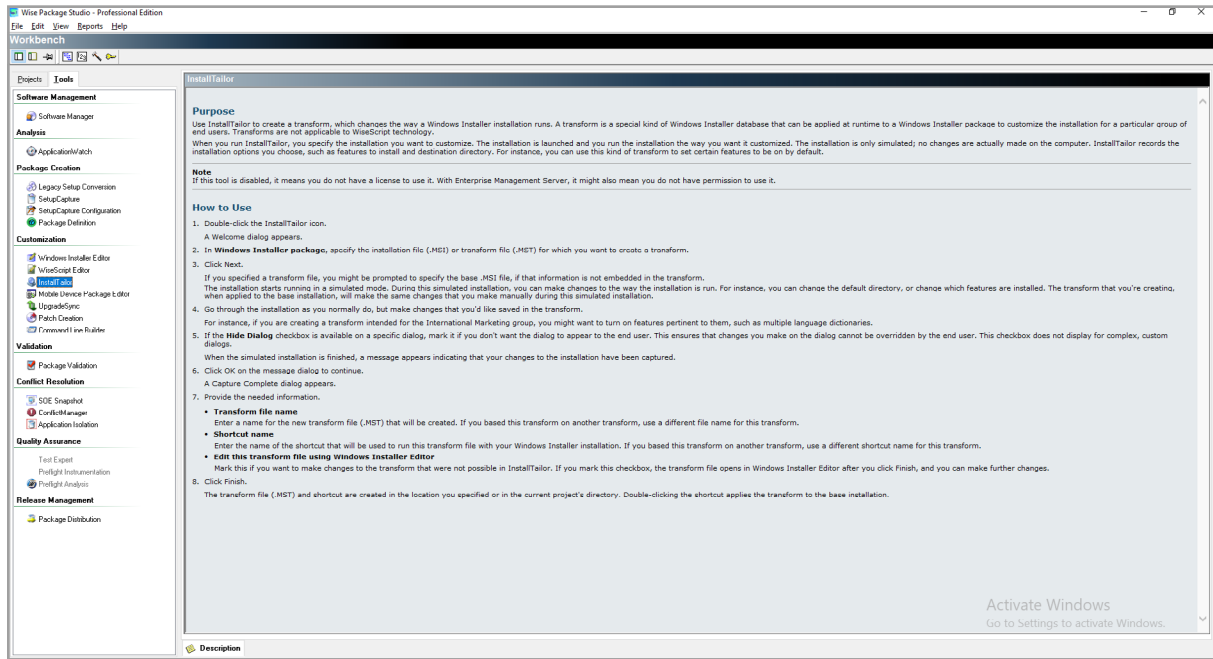 Wise Package Studio - Professional Edition
File Edit View Reports Help
Workbench
Projects Tools
InstallTailor
Software Management
Software Manager
Analysis
ApplicationWatch
Package Creation
Legacy Setup Conversion
SetupCapture
SetupCapture Configuration
Package Definition
Customization
Windows Installer Editor
WiseScript Editor
InstallTailor
Mobile Device Package Editor
UpgradeSync
Patch Creation
Command Line Builder
Validation
Package Validation
Conflict Resolution
SOE Snapshot
ConflictManager
Application Isolation
Quality Assurance
Test Expert
Preflight Instrumentation
Preflight Analysis
Release Management
Package Distribution
Purpose
Use InstallTailor to create a transform, which changes the way a Windows Installer installation runs. A transform is a special kind of Windows Installer database that can be applied at runtime to a Windows Installer package to customize the installation for a particular group of
end users. Transforms are not applicable to WiseScript technology.
When you run InstallTailor, you specify the installation you want to customize. The installation is launched and you run the installation the way you want it customized. The installation is only simulated; no changes are actually made on the computer. InstallTailor records the
installation options you choose, such as features to install and destination directory. For instance, you can use this kind of transform to set certain features to be on by default.
Note
If this tool is disabled, it means you do not have a license to use it. With Enterprise Management Server, it might also mean you do not have permission to use it.
How to Use
1. Double-click the InstallTailor icon.
A Welcome dialog appears.
2. In Windows Installer package, specify the installation file (.MSI) or transform file (.MST) for which you want to create a transform.
3. Click Next.
If you specified a transform file, you might be prompted to specify the base .MSI file, if that information is not embedded in the transform.
The installation starts running in a simulated mode. During this simulated installation, you can make changes to the way the installation is run. For instance, you can change the default directory, or change which features are installed. The transform that you're creating,
when applied to the base installation, will make the same changes that you make manually during this simulated installation.
4. Go through the installation as you normally do, but make changes that you'd like saved in the transform.
For instance, if you are creating a transform intended for the International Marketing group, you might want to turn on features pertinent to them, such as multiple language dictionaries.
5. If the Hide Dialog checkbox is available on a specific dialog, mark it if you don't want the dialog to appear to the end user. This ensures that changes you make on the dialog cannot be overridden by the end user. This checkbox does not display for complex, custom
dialogs.
When the simulated installation is finished, a message appears indicating that your changes to the installation have been captured.
6. Click OK on the message dialog to continue.
A Capture Complete dialog appears.
7. Provide the needed information.
• Transform file name
Enter a name for the new transform file (.MST) that will be created. If you based this transform on another transform, use a different file name for this transform.
• Shortcut name
Enter the name of the shortcut that will be used to run this transform file with your Windows Installer installation. If you based this transform on another transform, use a different shortcut name for this transform.
• Edit this transform file using Windows Installer Editor
Mark this if you want to make changes to the transform that were not possible in InstallTailor. If you mark this checkbox, the transform file opens in Windows Installer Editor after you click Finish, and you can make further changes.
8. Click Finish.
The transform file (.MST) and shortcut are created in the location you specified or in the current project's directory. Double-clicking the shortcut applies the transform to the base installation.
Activate Windows
Go to Settings to activate Windows.
Description